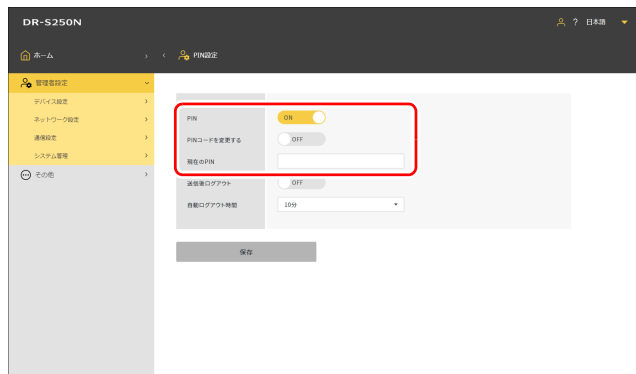 DR-S250N
? 日本語
ホーム
PIN設定
管理者設定
デバイス設定
ネットワーク設定
通信設定
システム管理
その他
PIN
ON
PINコードを変更する
OFF
現在のPIN
送信後ログアウト
OFF
自動ログアウト時間
10分
保存